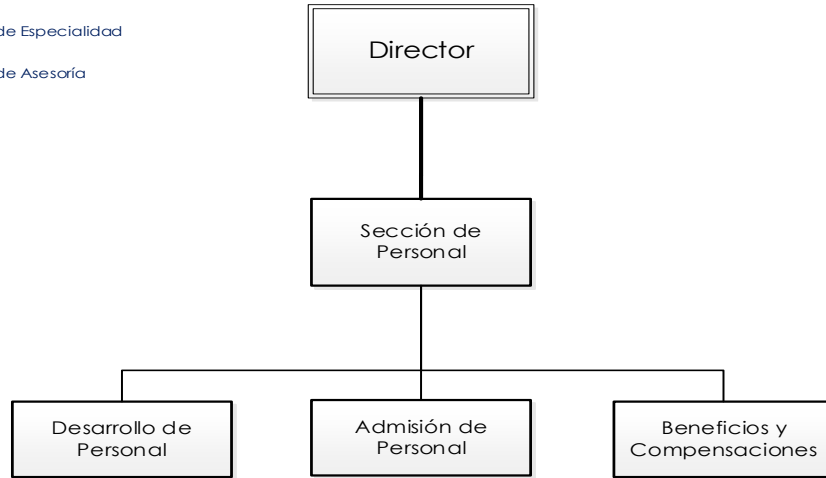 de Especialidad
de Asesoría
Director
Sección de
Personal
Desarrollo de
Personal
Admisión de
Personal
Beneficios y
Compensaciones